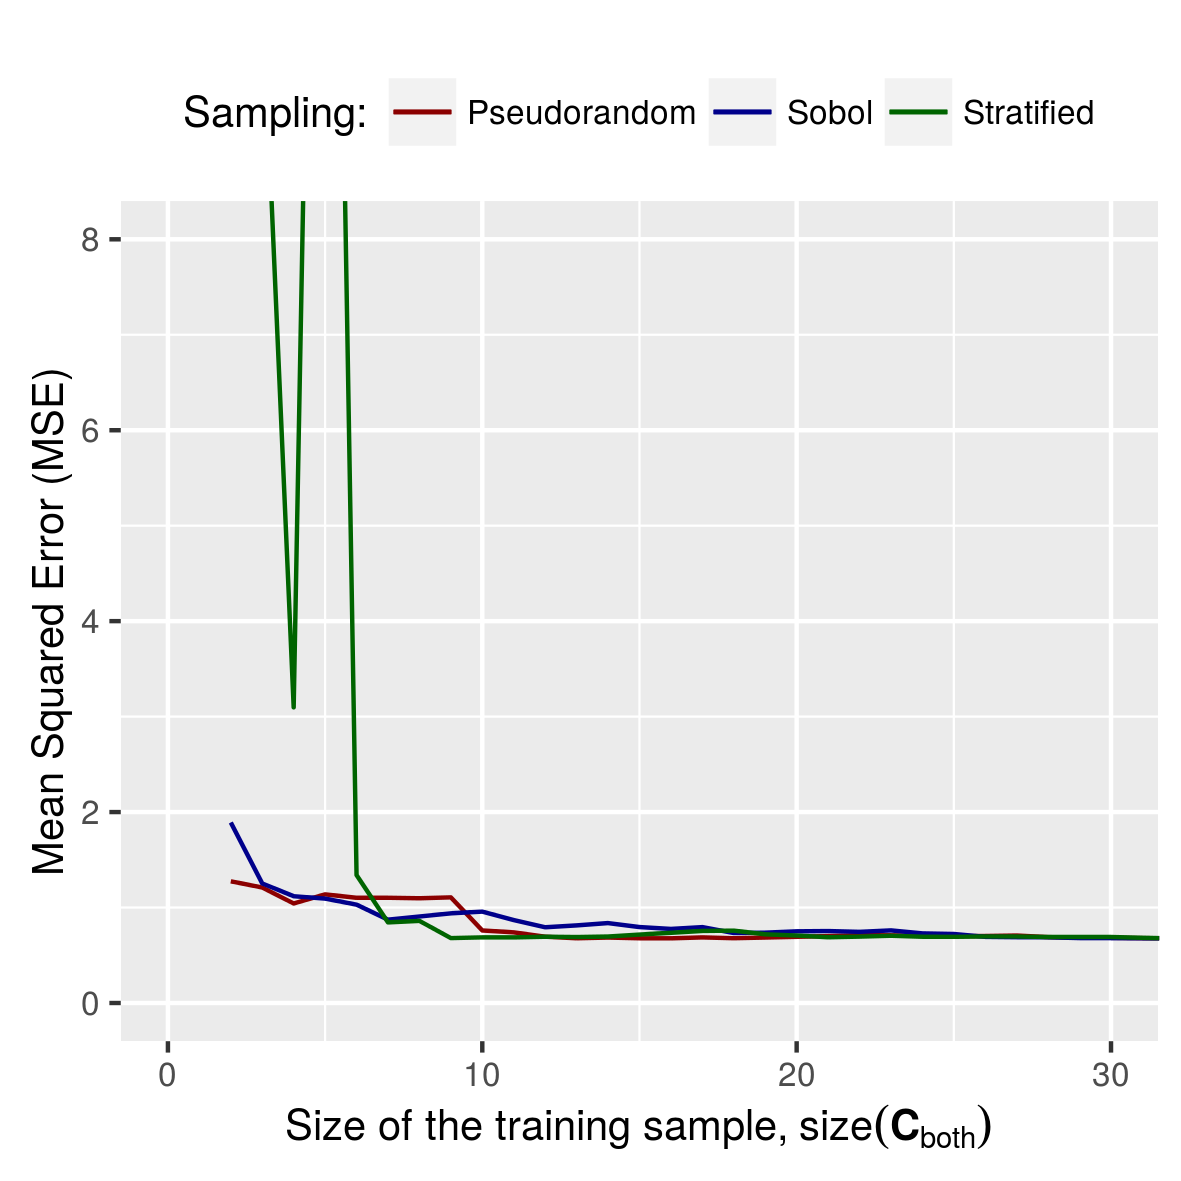 Sampling: Pseudorandom Sobol Stratified
8
6
4
2
0
Mean Squared Error (MSE)
0 10 20 30
Size of the training sample, size(C_both)